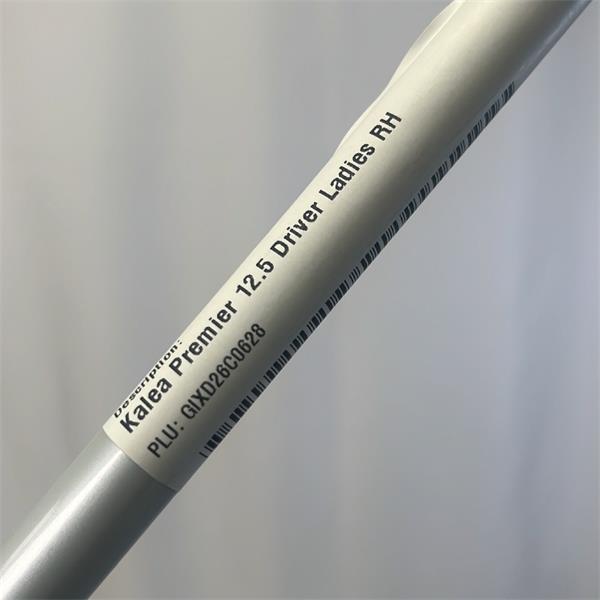 Description:
Kalea Premier 12.5 Driver Ladies RH
PLU: GIXD26C0628